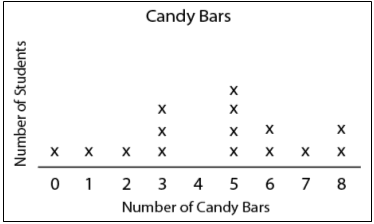 Candy Bars
Number of Students
x
x x
x x x x
x x x x x x x x
0 1 2 3 4 5 6 7 8
Number of Candy Bars